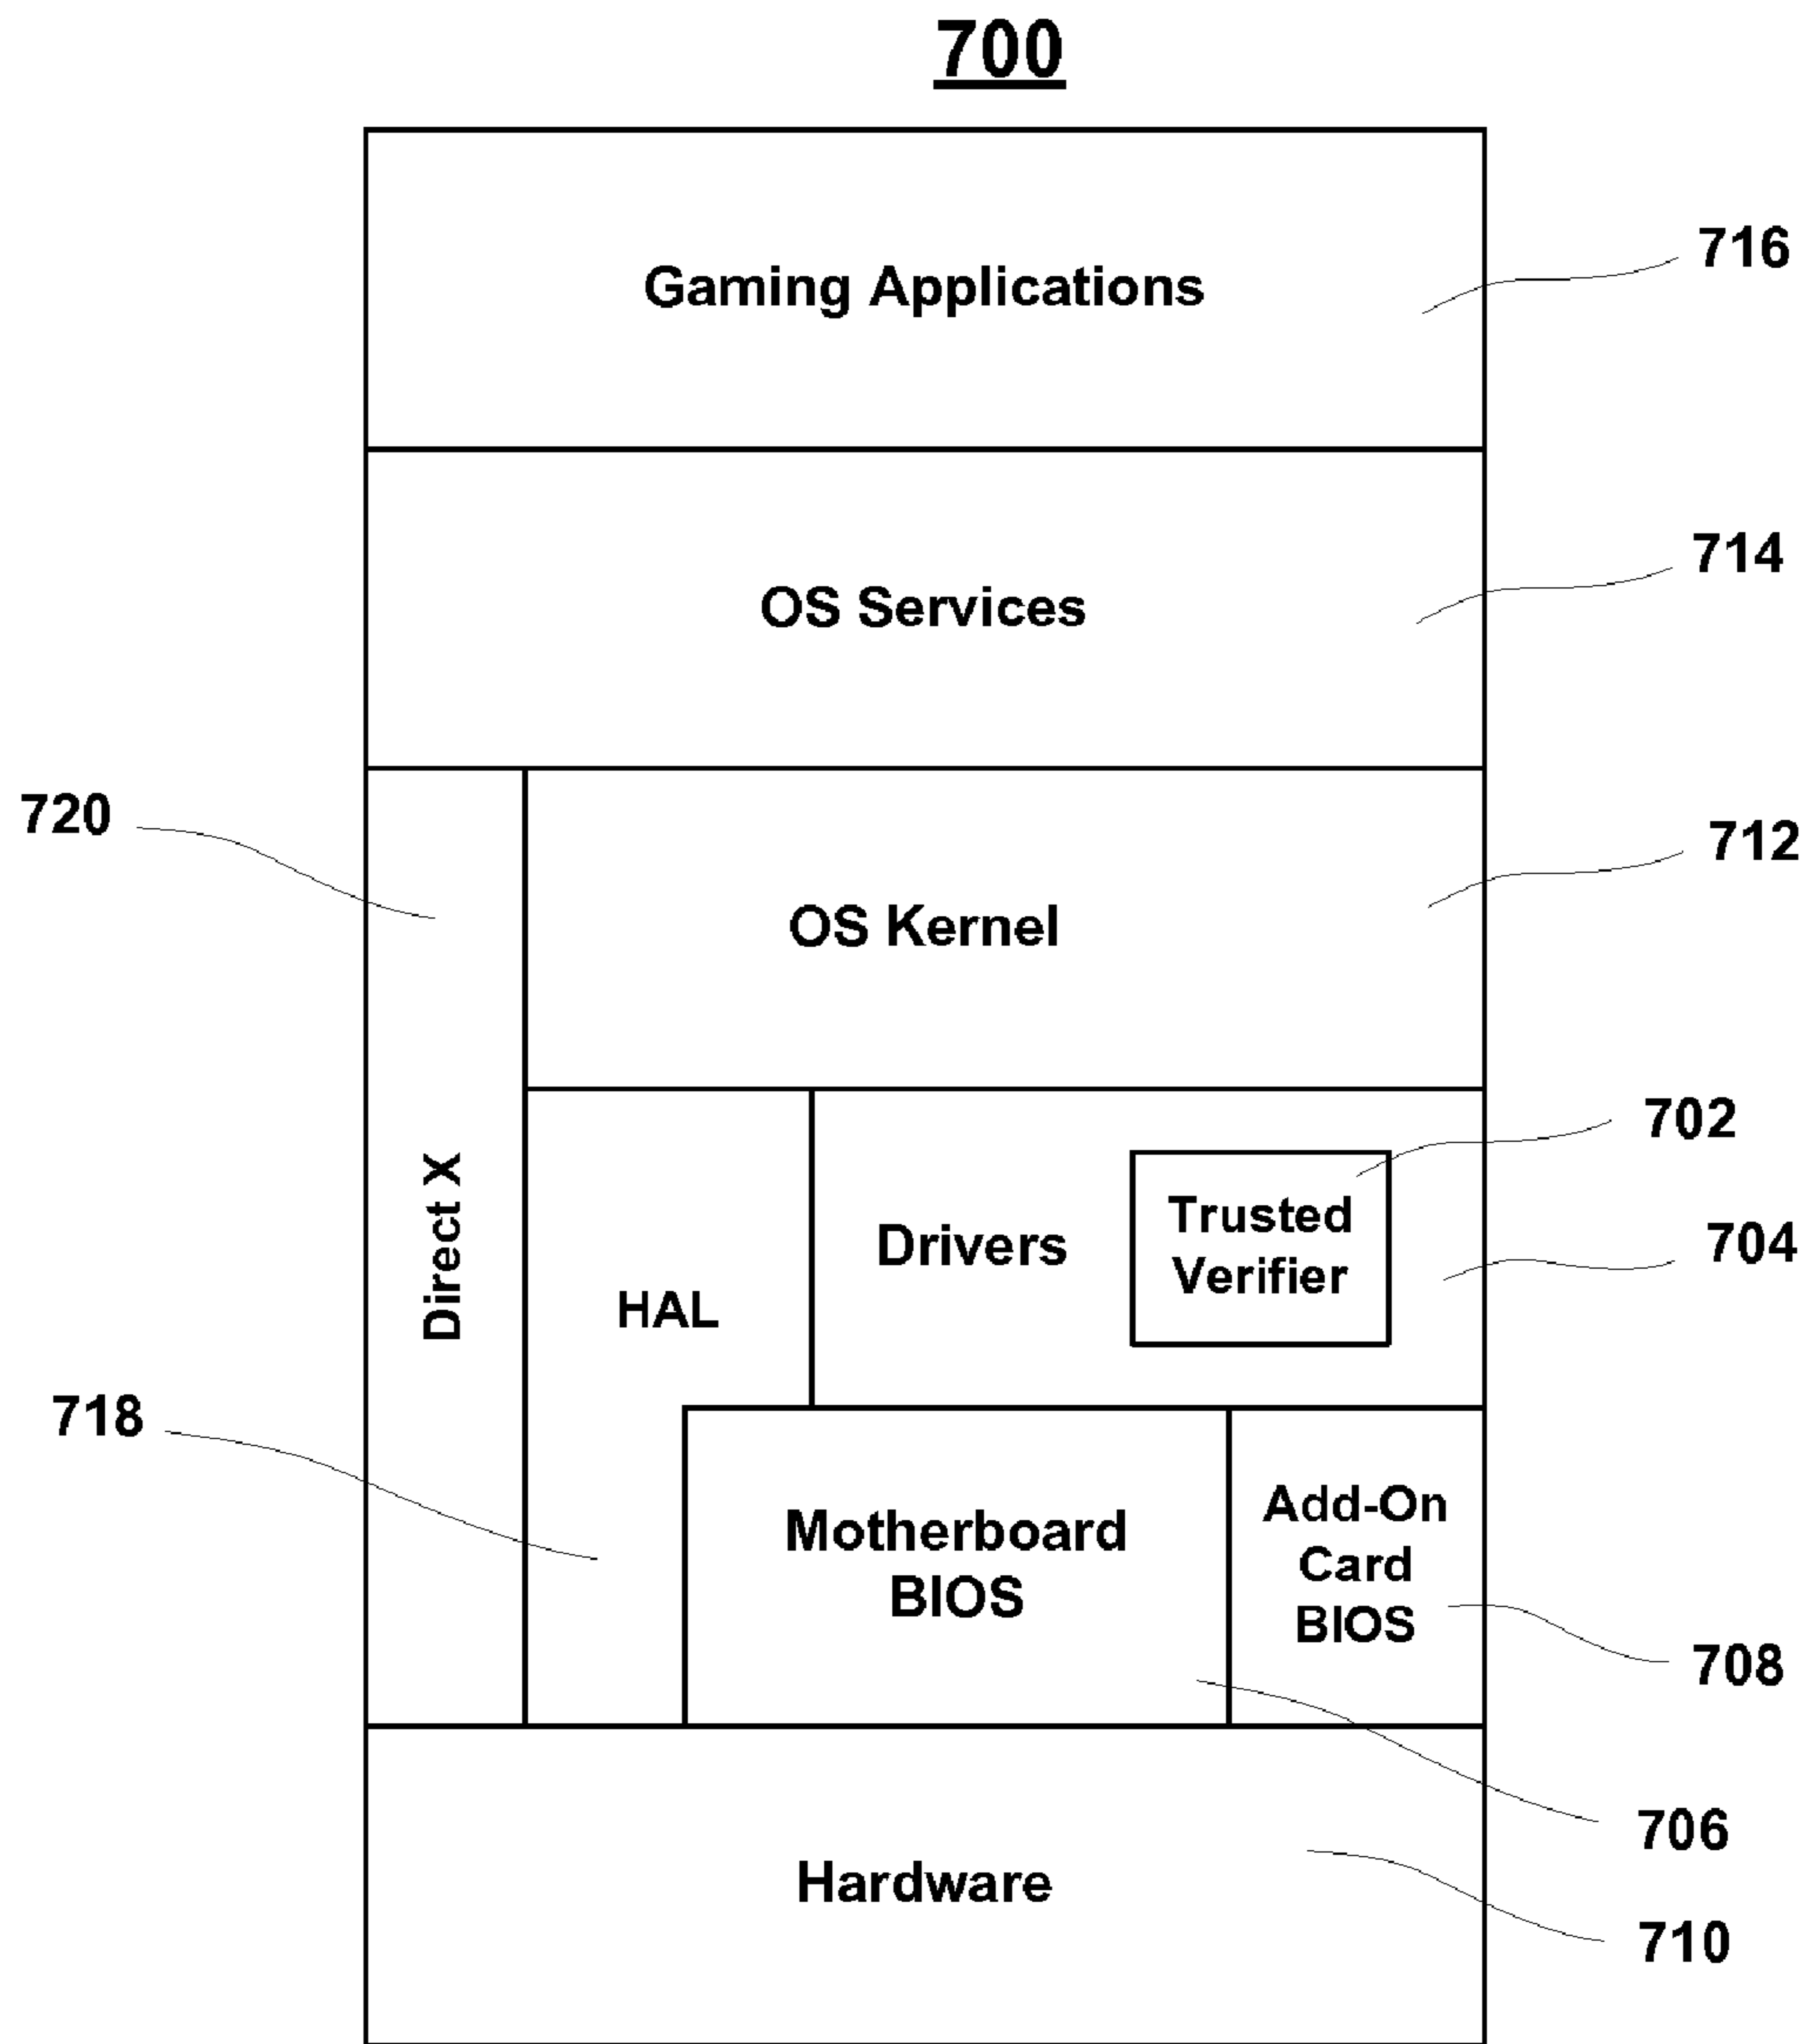 700
Gaming Applications
716
OS Services
714
720
OS Kernel
712
Direct X
HAL
Drivers
Trusted
Verifier
702
704
718
Motherboard
BIOS
Add-On
Card
BIOS
708
706
Hardware
710